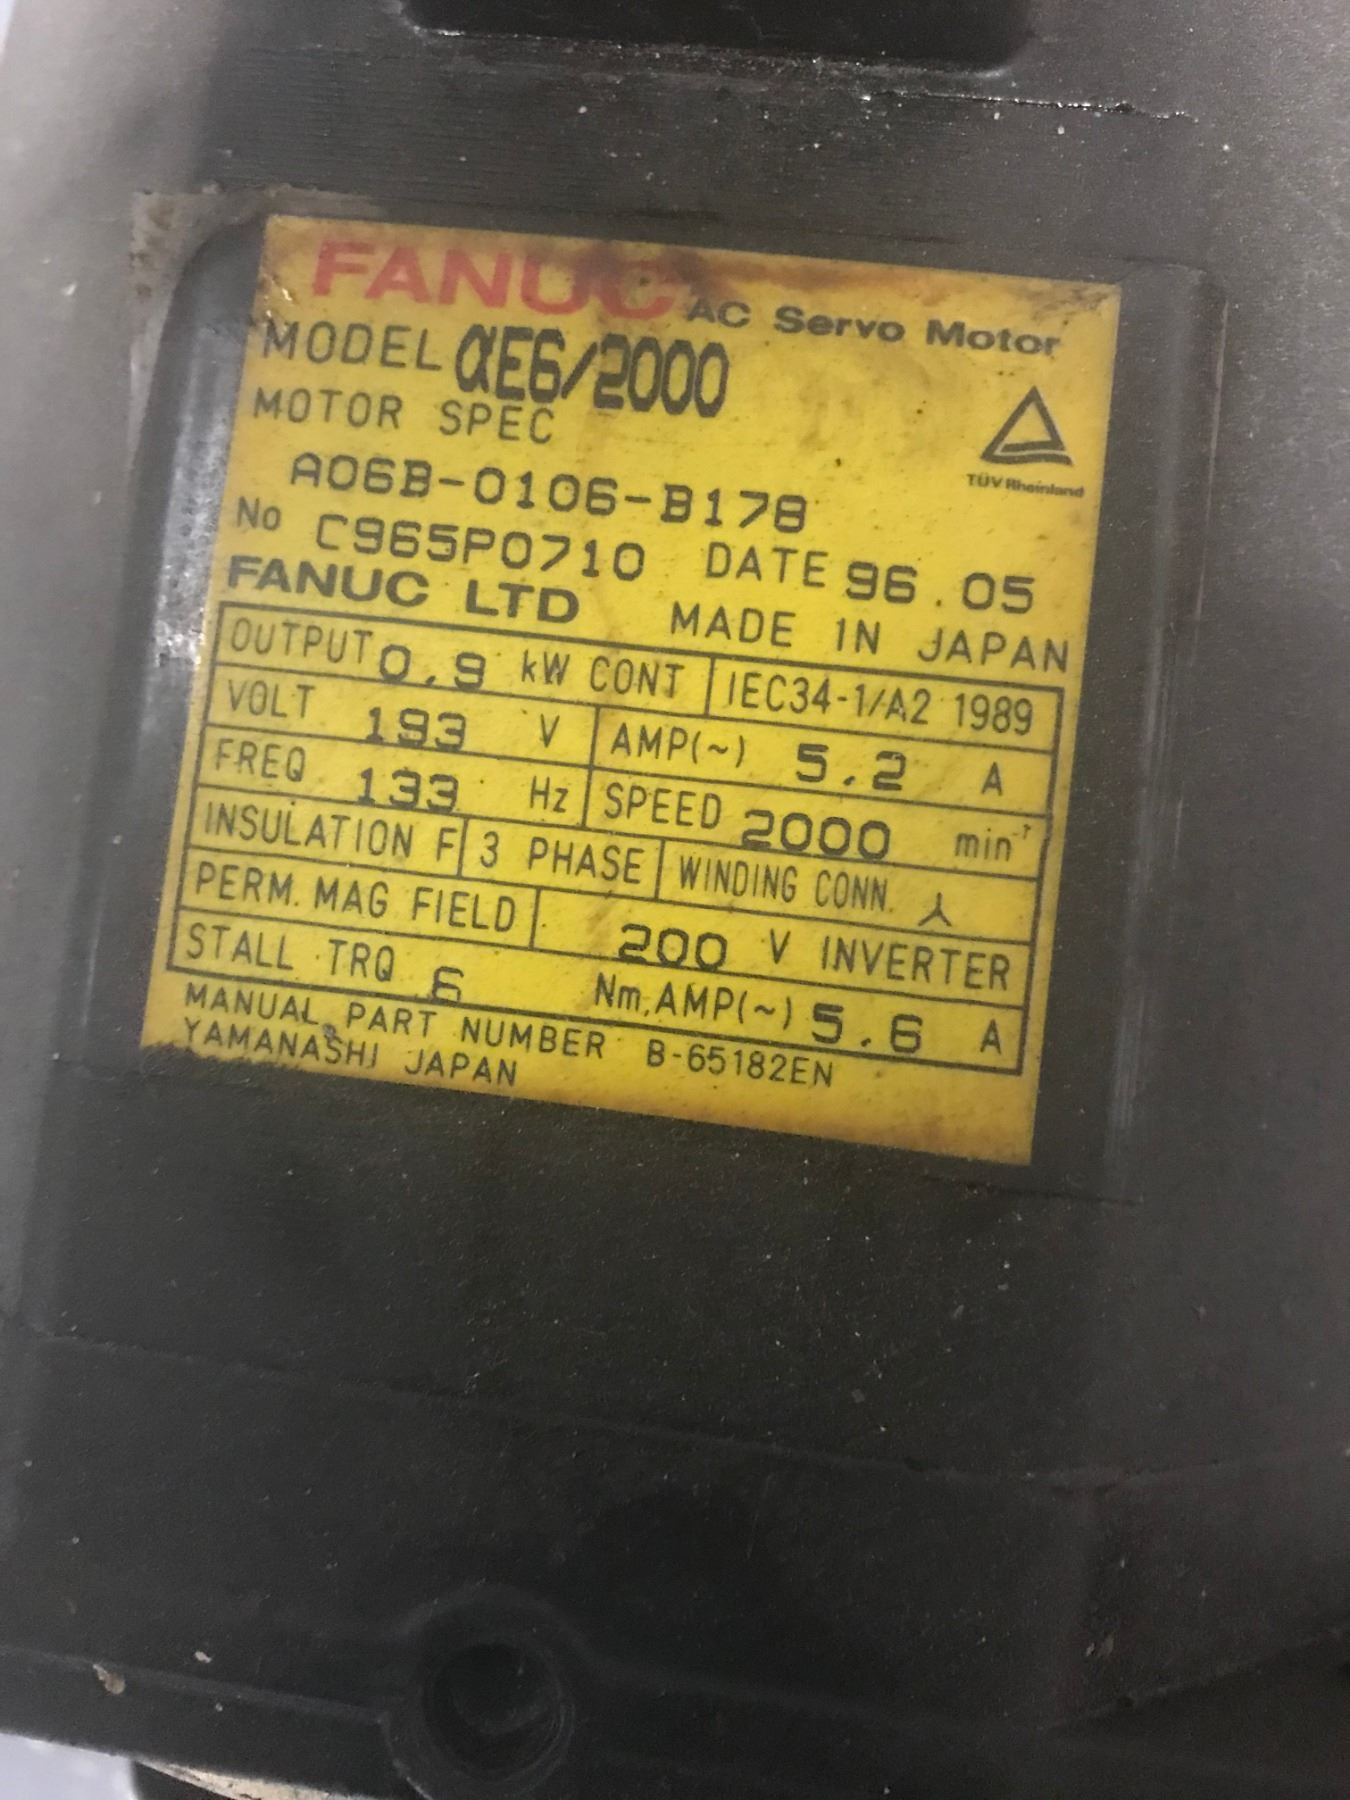 FANUC AC Servo Motor
MODEL αE6/2000
MOTOR SPEC
TÜV Rheinland
A06B-0106-B178
No C965P0710 DATE 96.05
FANUC LTD MADE IN JAPAN
OUTPUT 0.9 kW CONT IEC34-1/A2 1989
VOLT 193 V AMP(~) 5.2 A
FREQ 133 Hz SPEED 2000 min⁻¹
INSULATION F 3 PHASE WINDING CONN. ⅄
PERM. MAG FIELD 200 V INVERTER
STALL TRQ 6 Nm, AMP(~) 5.6 A
MANUAL PART NUMBER B-65182EN
YAMANASHI JAPAN